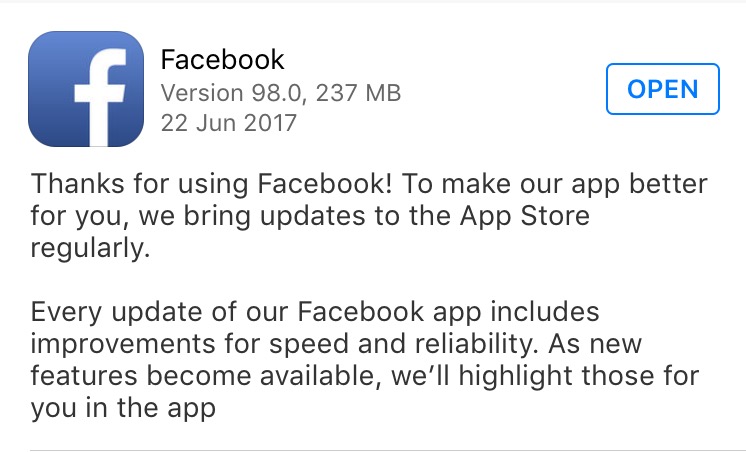 Facebook
Version 98.0, 237 MB
22 Jun 2017
OPEN
Thanks for using Facebook! To make our app better
for you, we bring updates to the App Store
regularly.
Every update of our Facebook app includes
improvements for speed and reliability. As new
features become available, we’ll highlight those for
you in the app